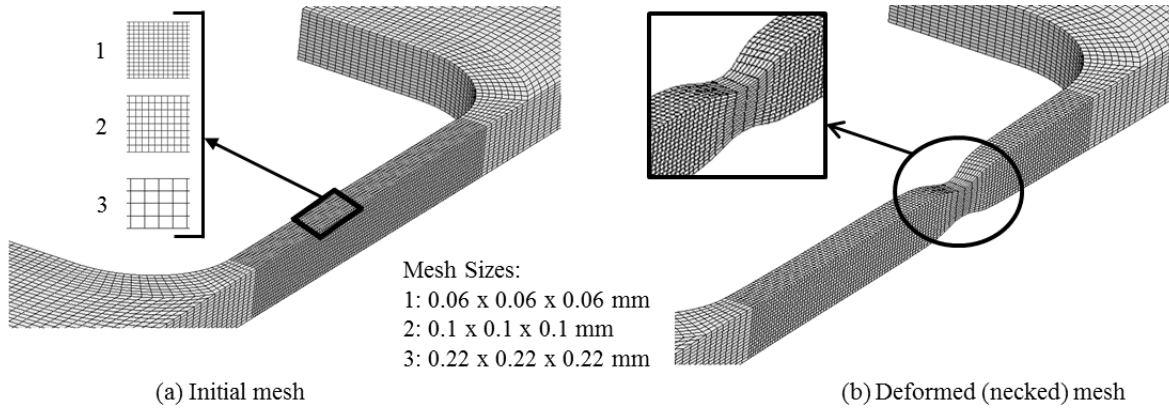 1
2
3
Mesh Sizes:
1: 0.06 x 0.06 x 0.06 mm
2: 0.1 x 0.1 x 0.1 mm
3: 0.22 x 0.22 x 0.22 mm
(a) Initial mesh
(b) Deformed (necked) mesh